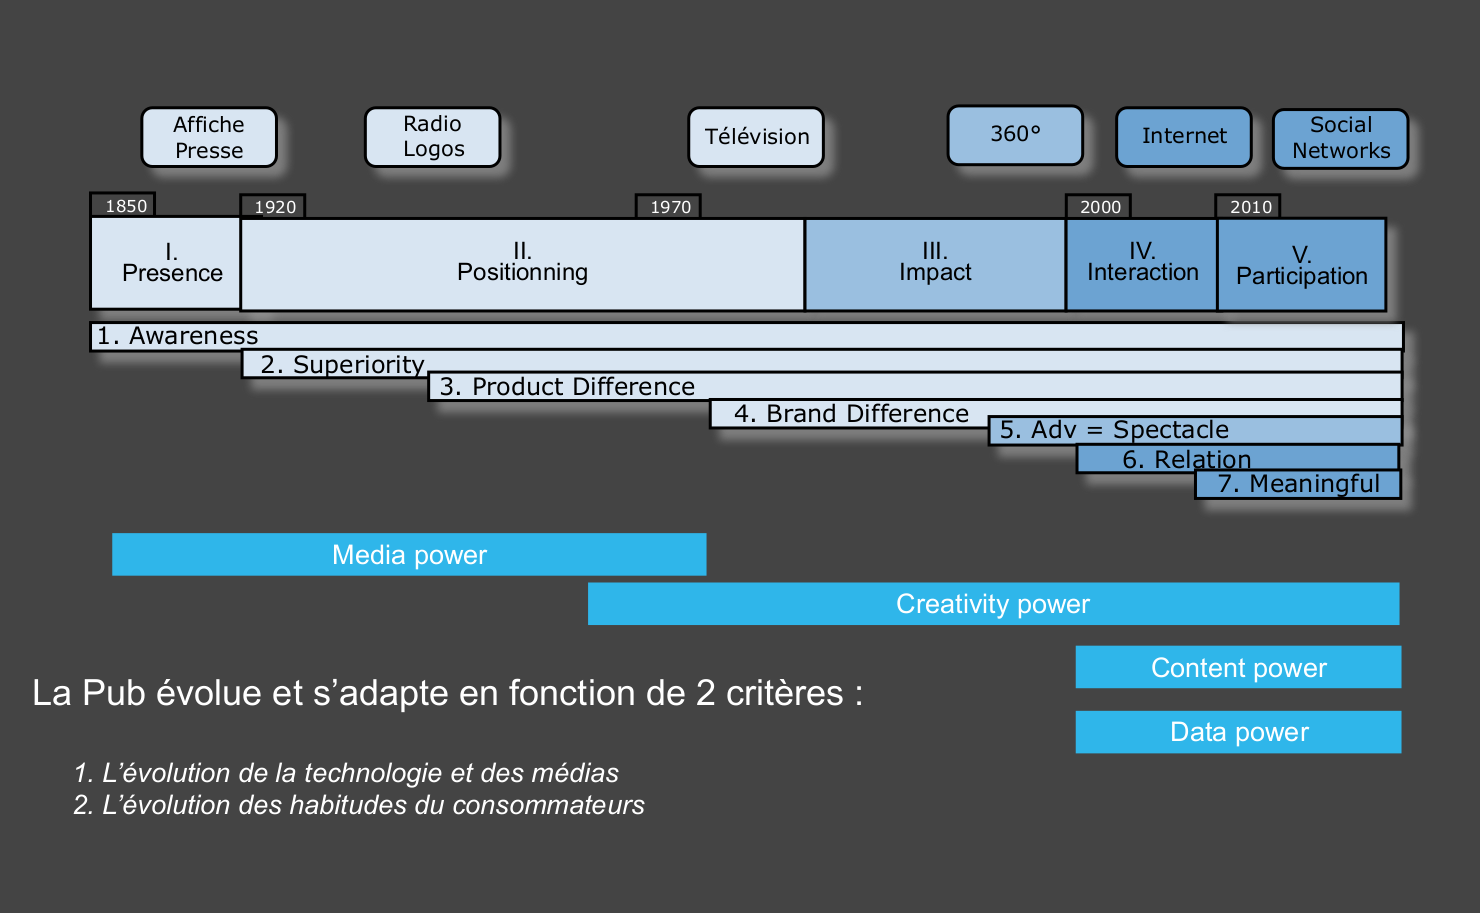 Affiche
Presse
Radio
Logos
Télévision
360°
Internet
Social
Networks
1850
1920
1970
2000
2010
I.
Presence
II.
Positionning
III.
Impact
IV.
Interaction
V.
Participation
1. Awareness
2. Superiority
3. Product Difference
4. Brand Difference
5. Adv = Spectacle
6. Relation
7. Meaningful
Media power
Creativity power
Content power
Data power
La Pub évolue et s’adapte en fonction de 2 critères :
1. L’évolution de la technologie et des médias
2. L’évolution des habitudes du consommateurs